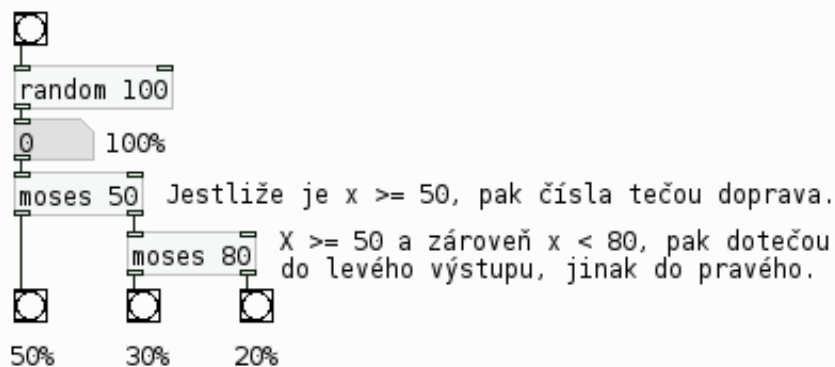 random 100
0 100%
moses 50 Jestliže je x >= 50, pak čísla tečou doprava.
moses 80 X >= 50 a zároveň x < 80, pak dotečou
do levého výstupu, jinak do pravého.
50% 30% 20%